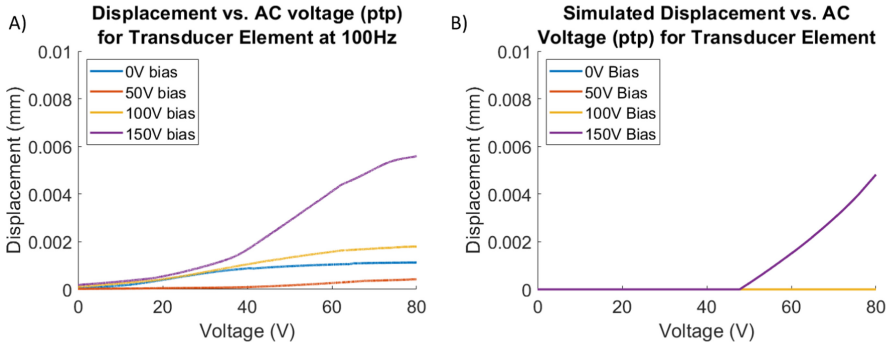 A)
Displacement vs. AC voltage (ptp)
for Transducer Element at 100Hz
0.01
0.008
0.006
0.004
0.002
0
Displacement (mm)
0V bias
50V bias
100V bias
150V bias
0 20 40 60 80
Voltage (V)
B)
Simulated Displacement vs. AC
Voltage (ptp) for Transducer Element
0.01
0.008
0.006
0.004
0.002
0
Displacement (mm)
0V Bias
50V Bias
100V Bias
150V Bias
0 20 40 60 80
Voltage (V)